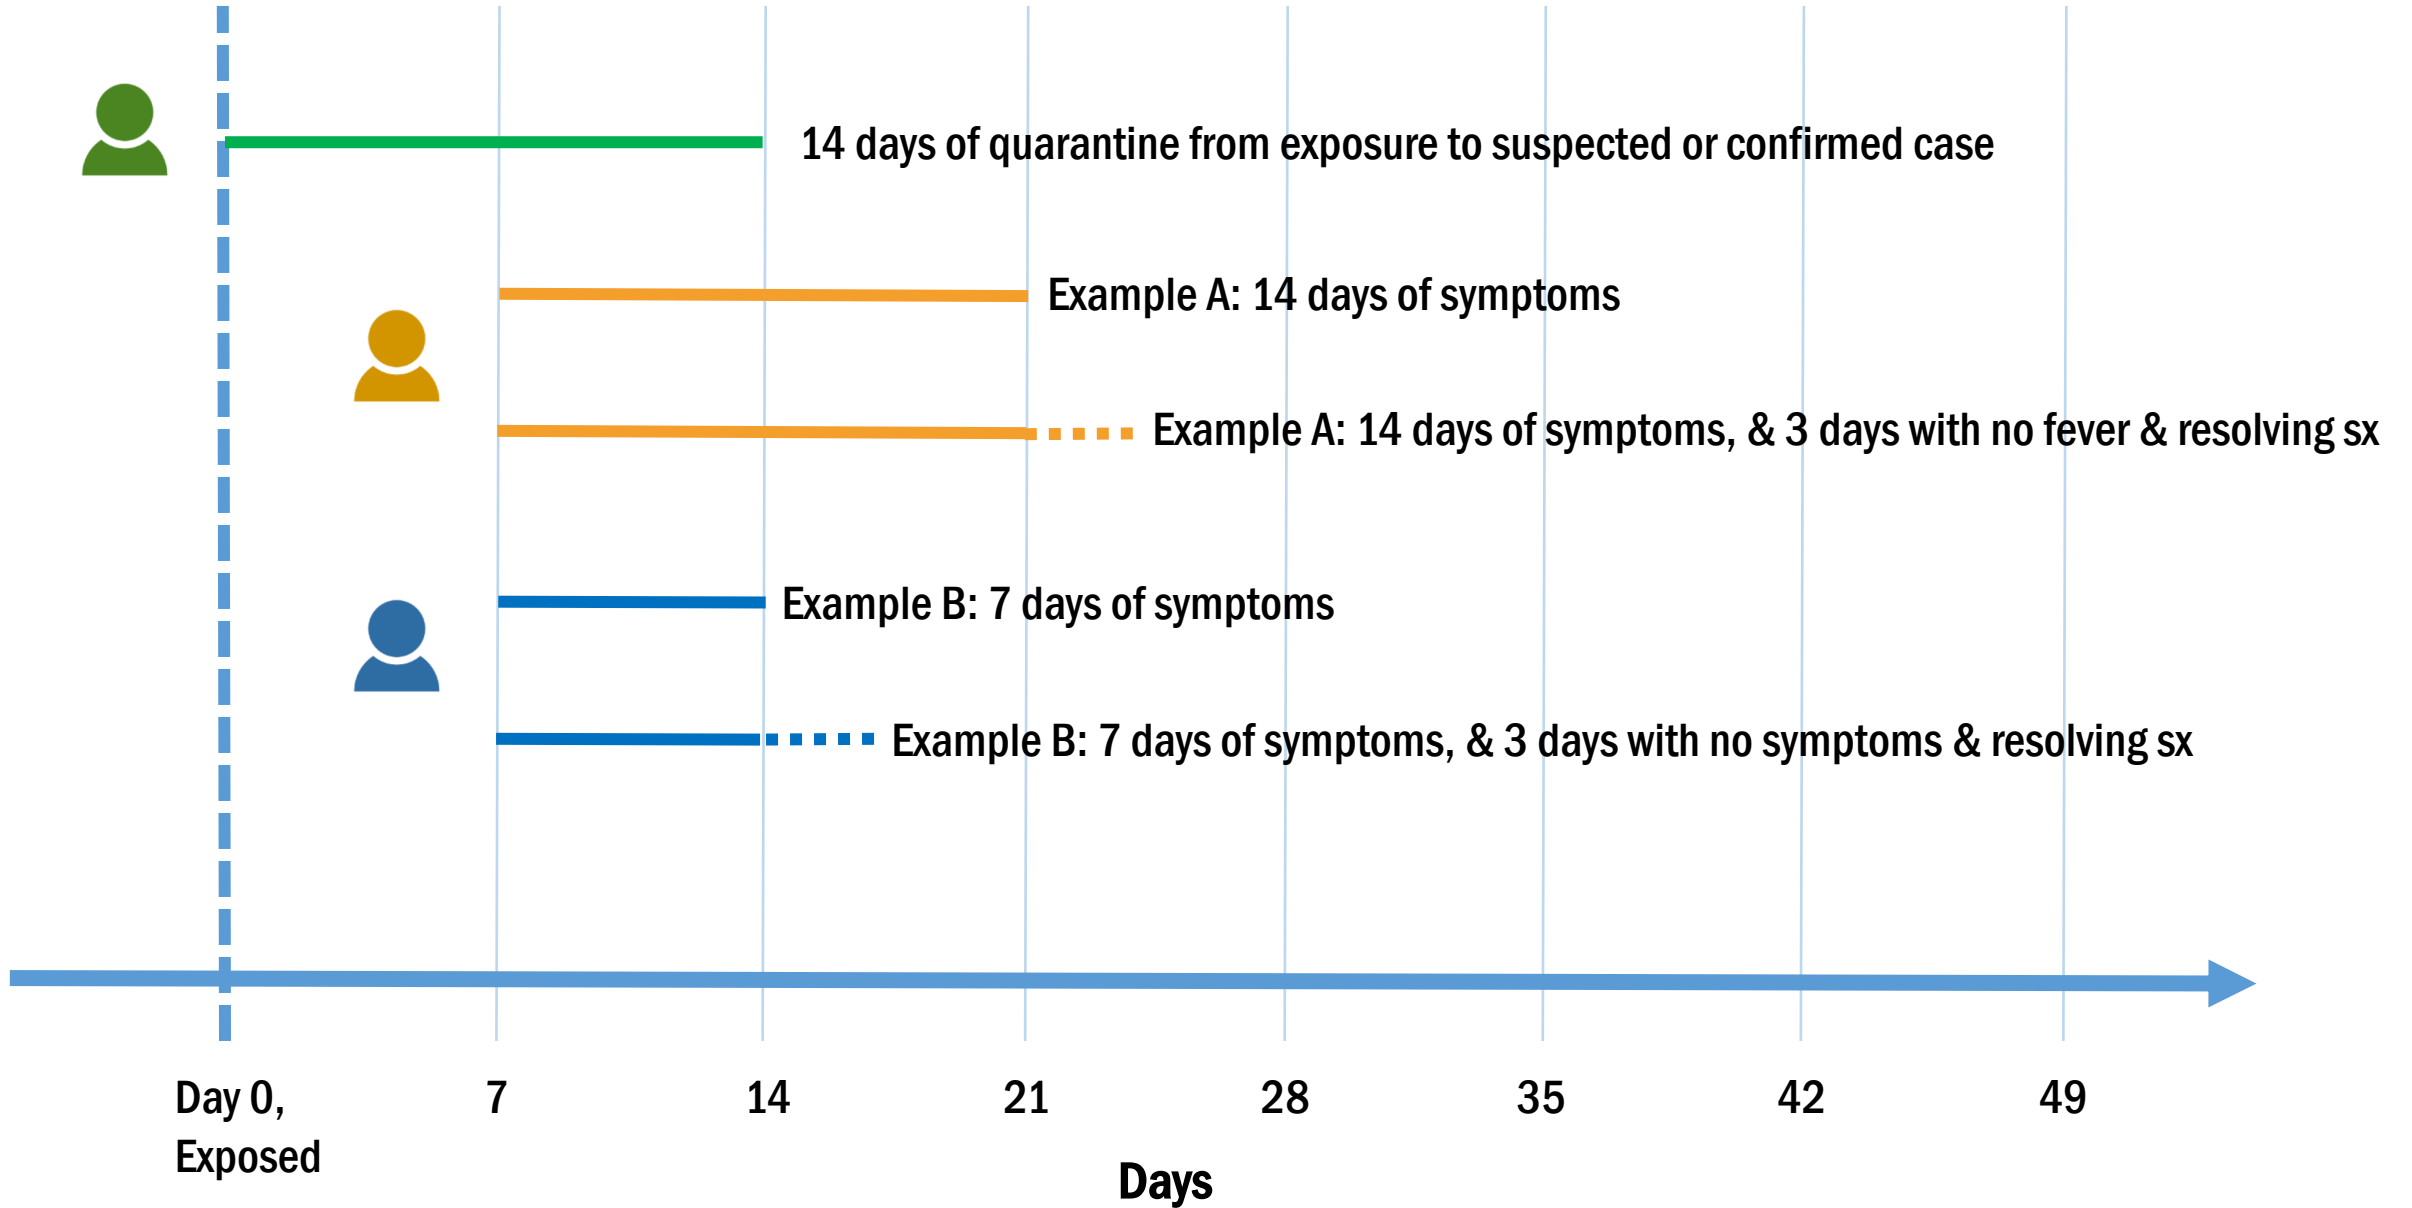 14 days of quarantine from exposure to suspected or confirmed case
Example A: 14 days of symptoms
Example A: 14 days of symptoms, & 3 days with no fever & resolving sx
Example B: 7 days of symptoms
Example B: 7 days of symptoms, & 3 days with no symptoms & resolving sx
Day 0,
Exposed
7
14
21
28
35
42
49
Days